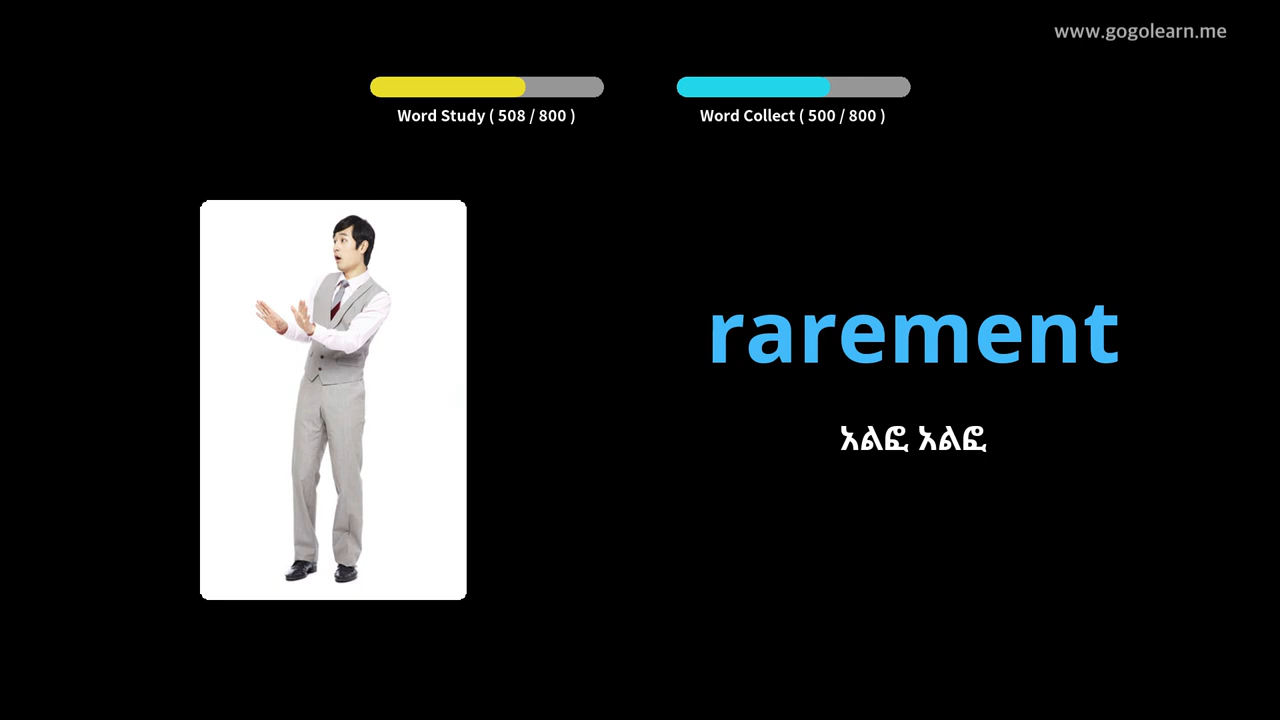 www.gogolearn.me
Word Study ( 508 / 800 )
Word Collect ( 500 / 800 )
rarement
አልፎ አልፎ